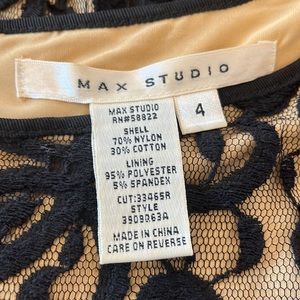 MAX STUDIO
4
MAX STUDIO
RN#58822
SHELL
70% NYLON
30% COTTON
LINING
95% POLYESTER
5% SPANDEX
CUT:33465R
STYLE
3909R63A
MADE IN CHINA
CARE ON REVERSE